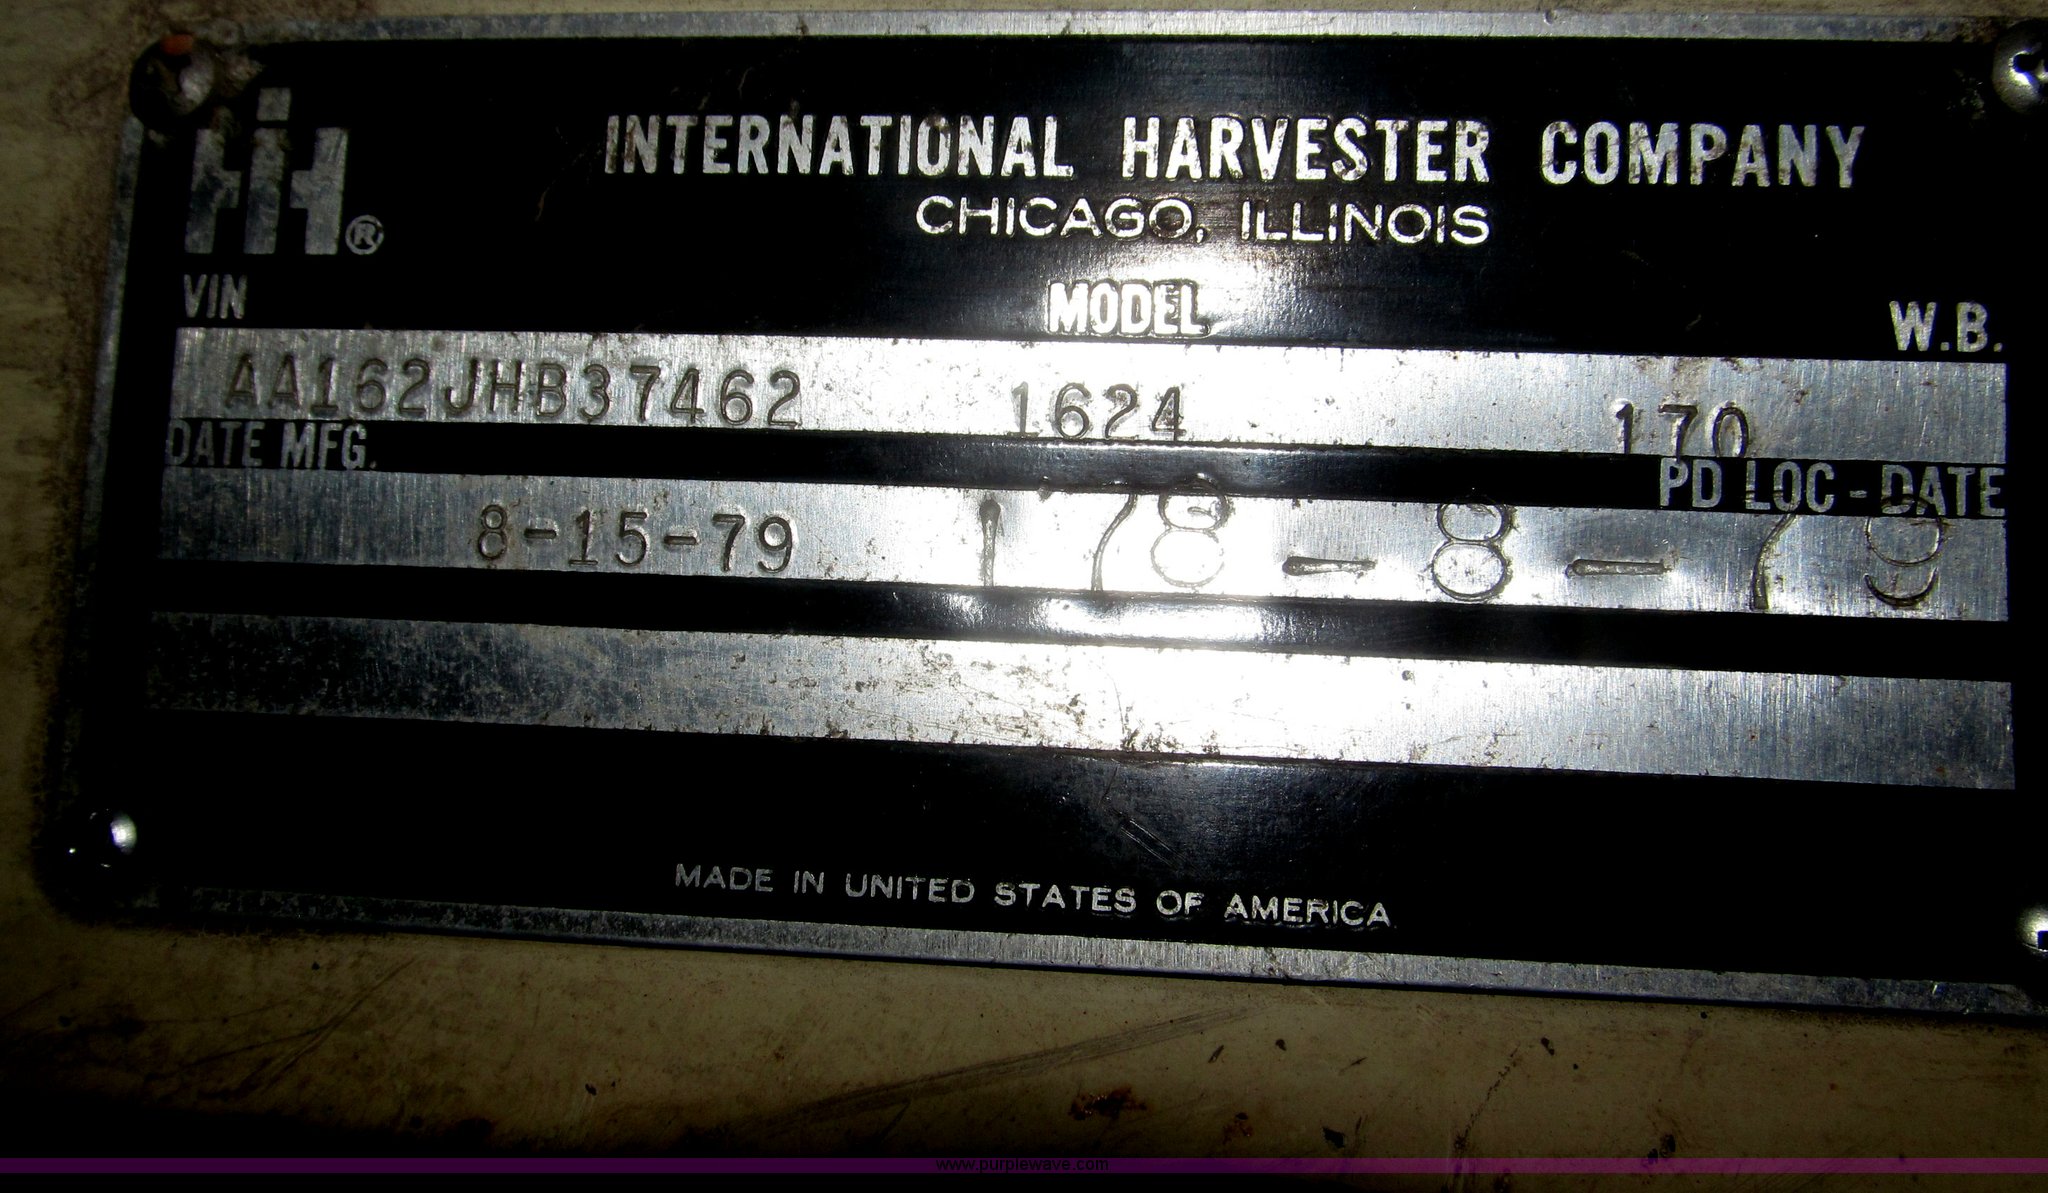 IH®
INTERNATIONAL HARVESTER COMPANY
CHICAGO, ILLINOIS
VIN MODEL W.B.
AA162JHB37462 1624 170
DATE MFG. PD LOC - DATE
8-15-79 178-8-79
MADE IN UNITED STATES OF AMERICA
www.purplewave.com